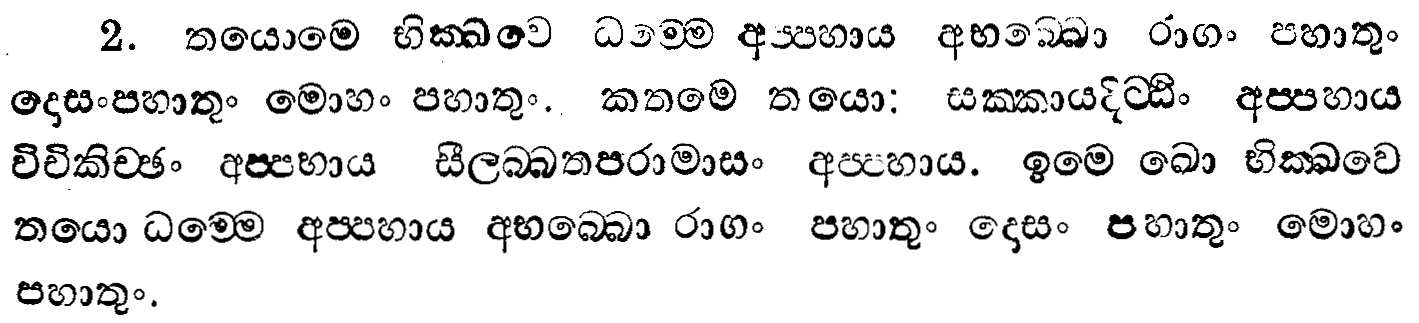 2. තයොමෙ භික්ඛවෙ ධම්මෙ අප්පහාය අභබ්බො රාගං පහාතුං
දොසංපහාතුං මොහං පහාතුං. කතමෙ තයො: සක්කායදිට්ඨිං අප්පහාය
විචිකිච්ඡං අප්පහාය සීලබ්බතපරාමාසං අප්පහාය. ඉමෙ ඛො භික්ඛවෙ
තයො ධම්මෙ අප්පහාය අභබ්බො රාගං පහාතුං දොසං පහාතුං මොහං
පහාතුං.